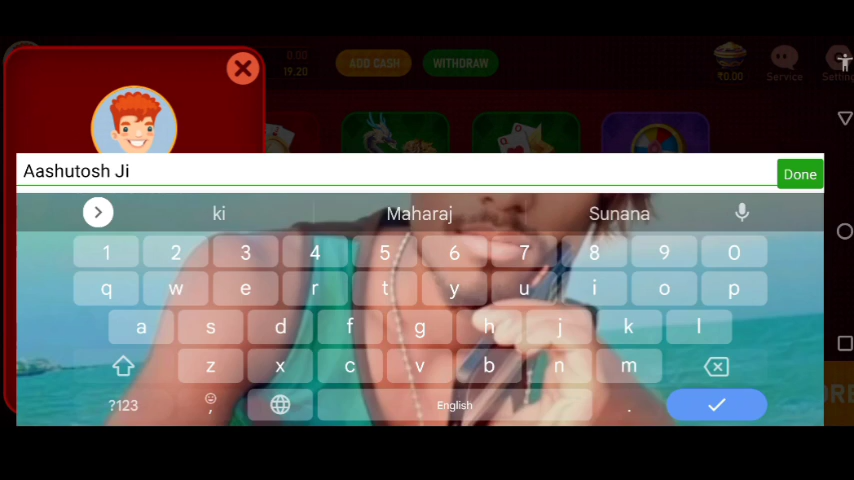 0.00
19.20
ADD CASH
WITHDRAW
₹0.00
Service
Setting
Aashutosh Ji
Done
ki
Maharaj
Sunana
1 2 3 4 5 6 7 8 9 0
q w e r t y u i o p
a s d f g h j k l
z x c v b n m
?123
,
English
.